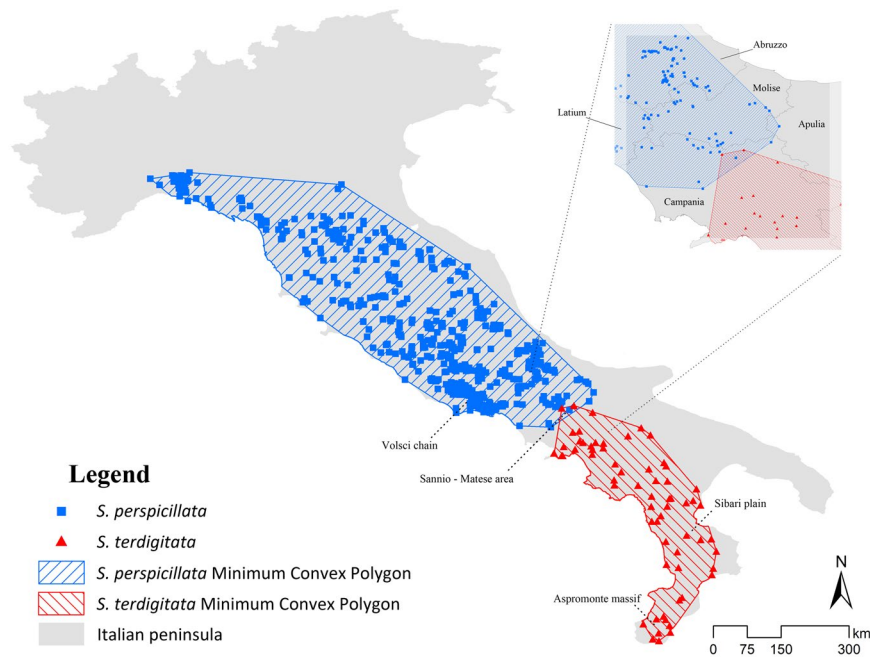 Abruzzo
Molise
Latium
Apulia
Campania
Volsci chain
Sannio - Matese area
Sibari plain
Aspromonte massif
Legend
S. perspicillata
S. terdigitata
S. perspicillata Minimum Convex Polygon
S. terdigitata Minimum Convex Polygon
Italian peninsula
N
km
0 75 150 300